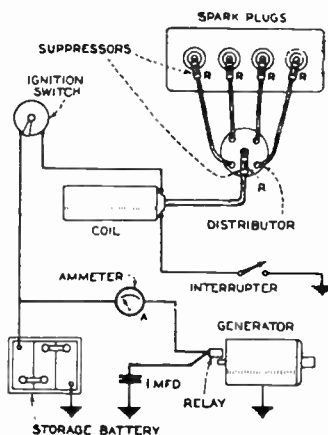 SPARK PLUGS
SUPPRESSORS
R
R
R
R
IGNITION
SWITCH
R
COIL
DISTRIBUTOR
AMMETER
A
INTERRUPTER
GENERATOR
1 MFD
RELAY
STORAGE BATTERY